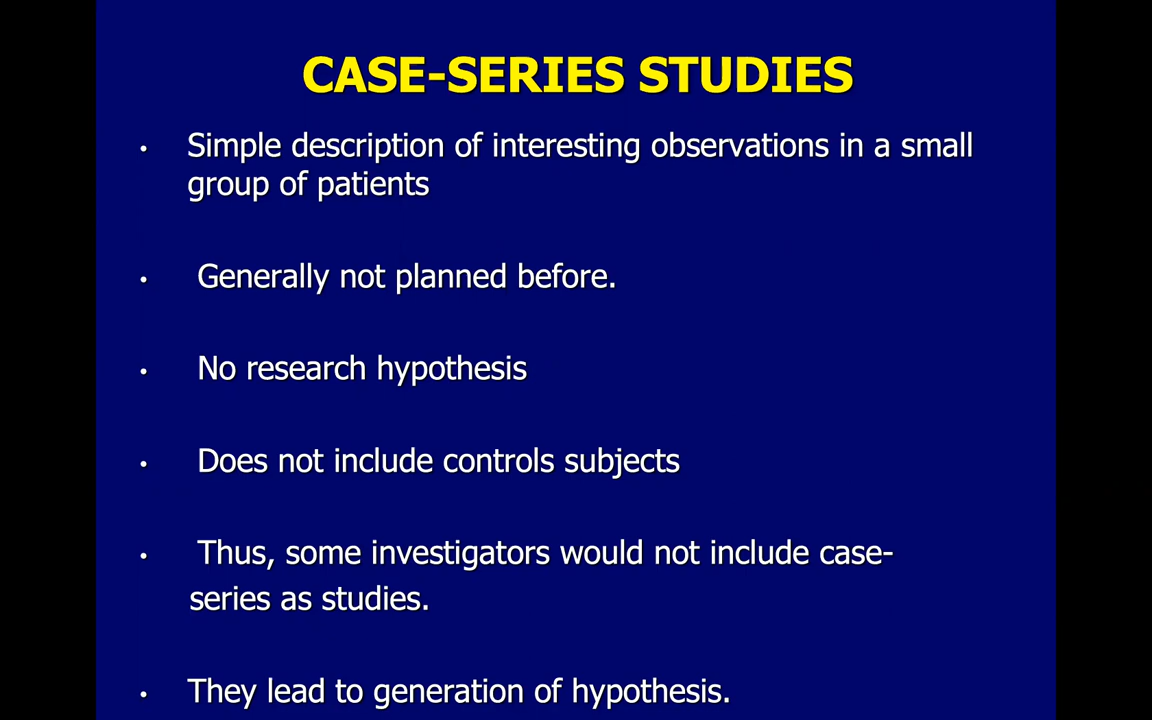 CASE-SERIES STUDIES
• Simple description of interesting observations in a small
group of patients
• Generally not planned before.
• No research hypothesis
• Does not include controls subjects
• Thus, some investigators would not include case-
series as studies.
• They lead to generation of hypothesis.